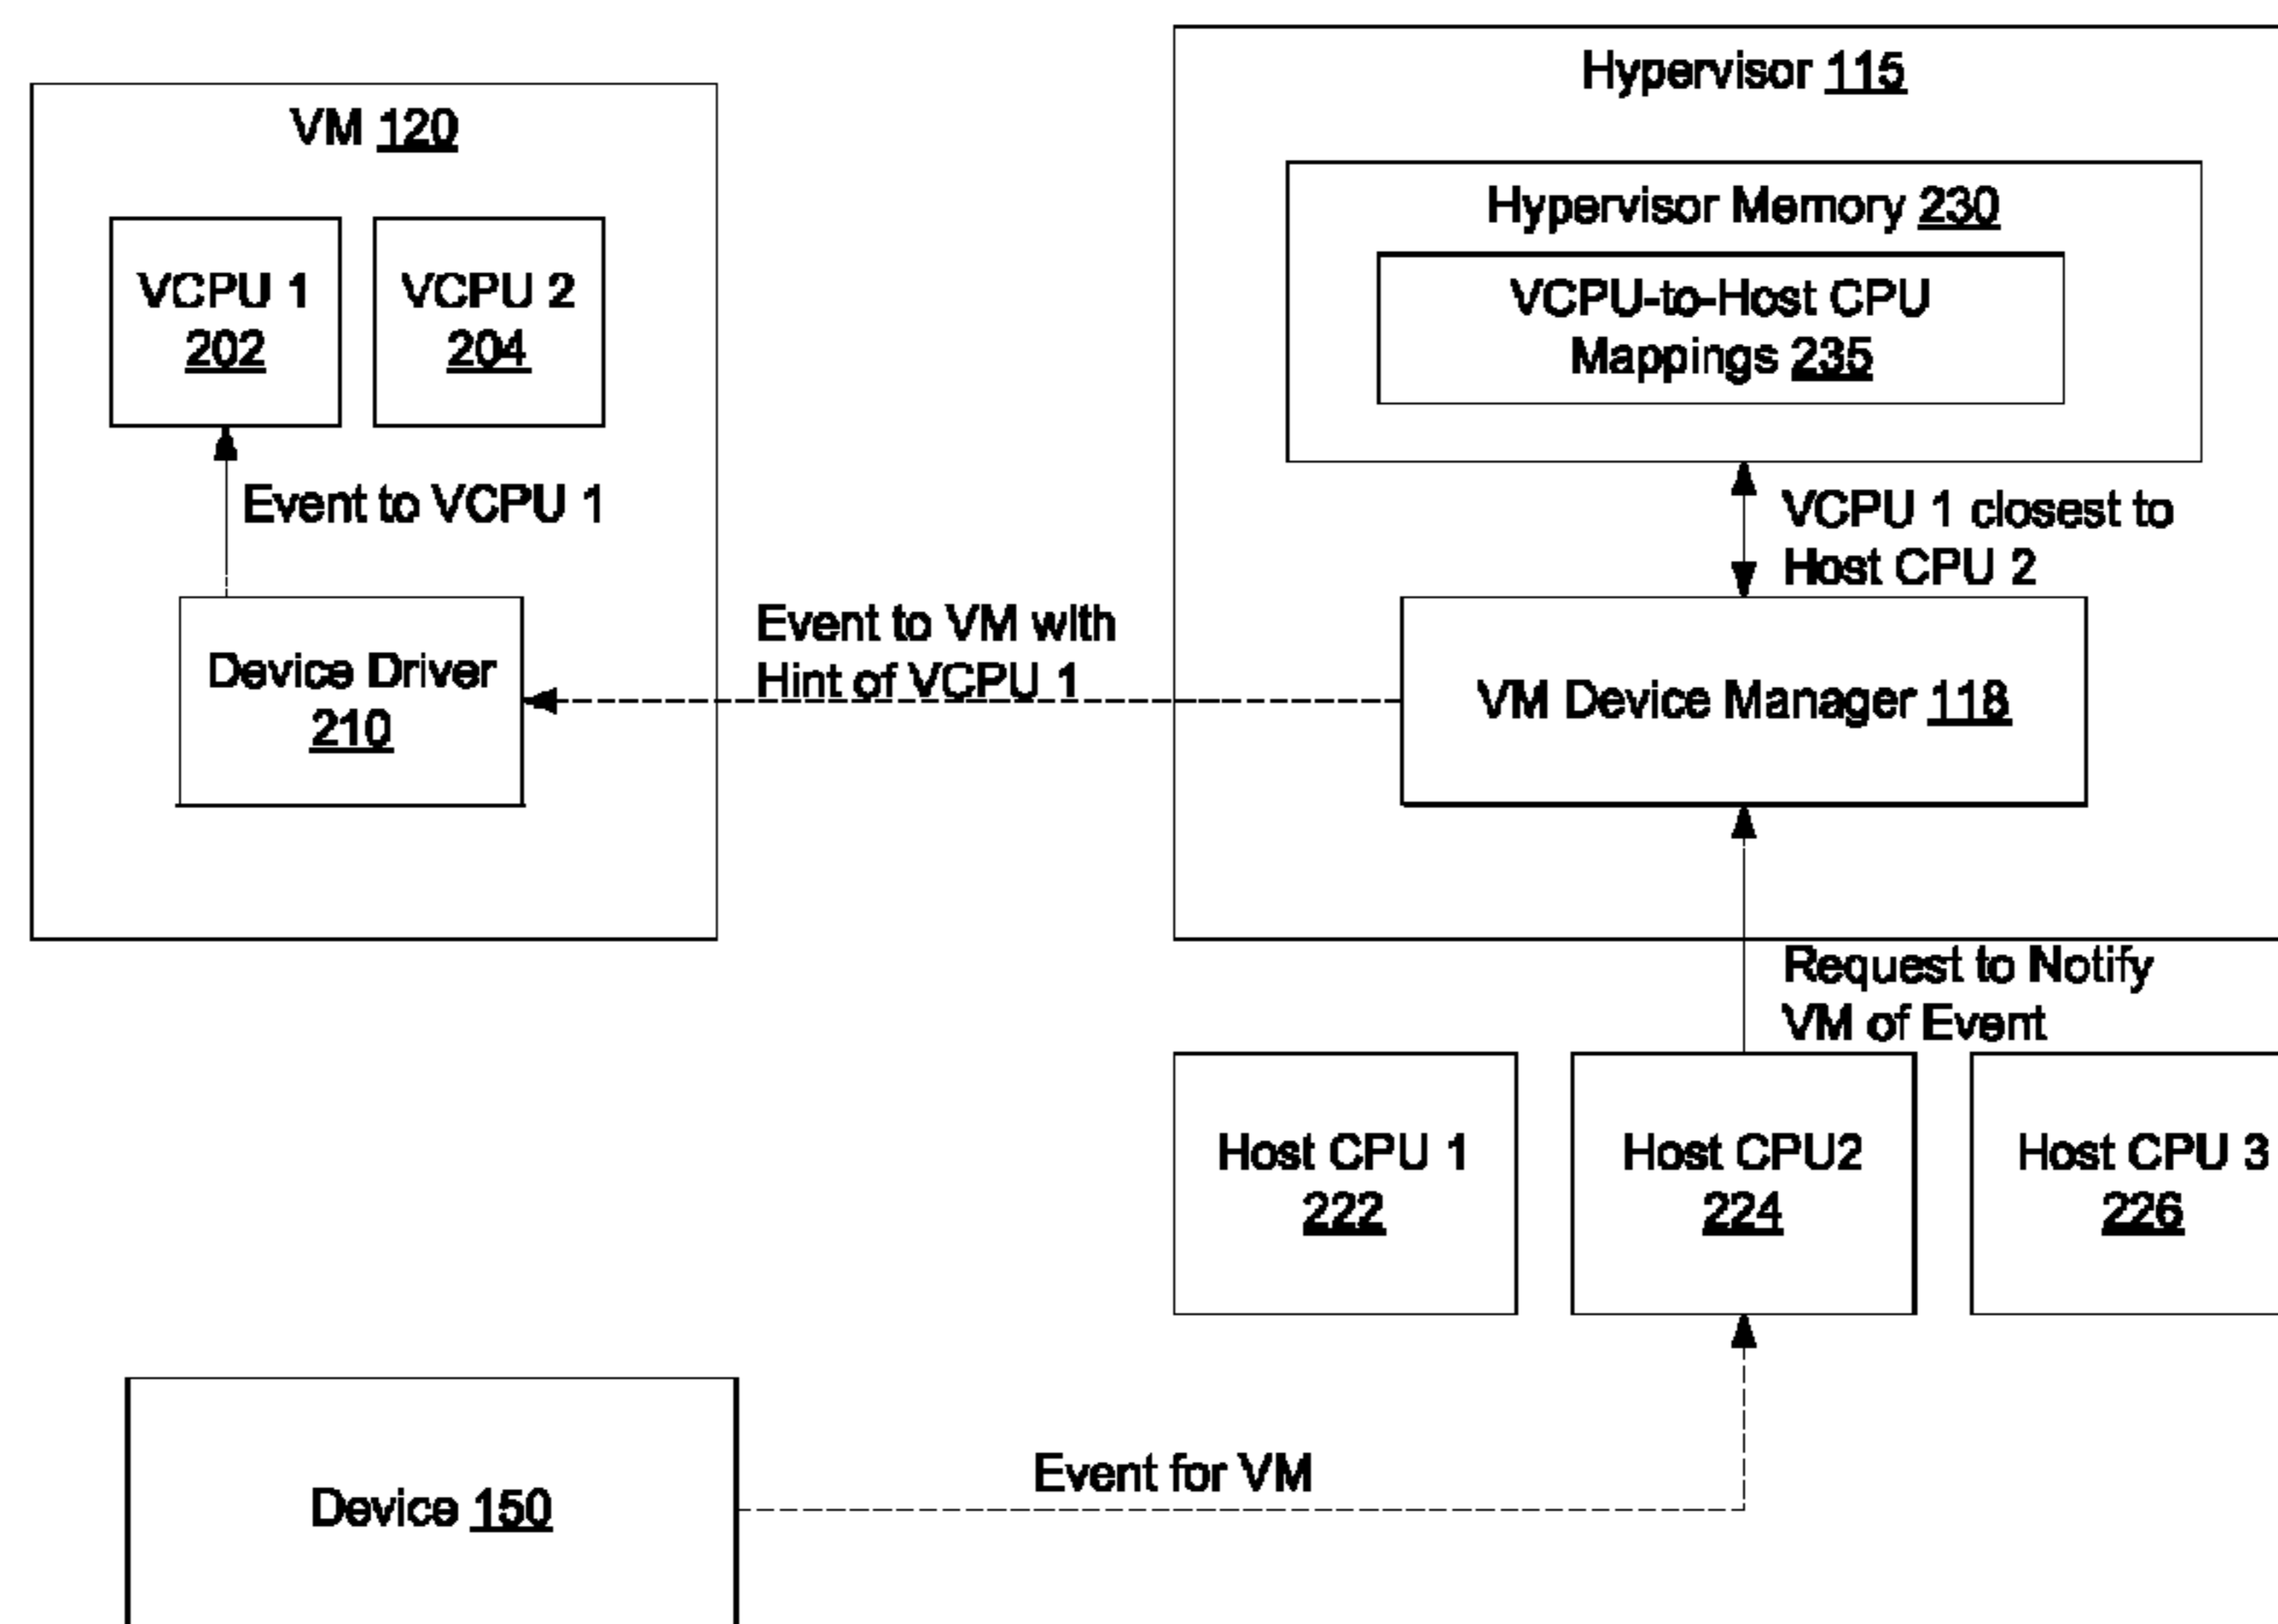 Hypervisor 115
VM 120
Hypervisor Memory 230
VCPU 1
202
VCPU 2
204
VCPU-to-Host CPU
Mappings 235
Event to VCPU 1
VCPU 1 closest to
Host CPU 2
Event to VM with
Hint of VCPU 1
Device Driver
210
VM Device Manager 118
Request to Notify
VM of Event
Host CPU 1
222
Host CPU2
224
Host CPU 3
226
Event for VM
Device 150